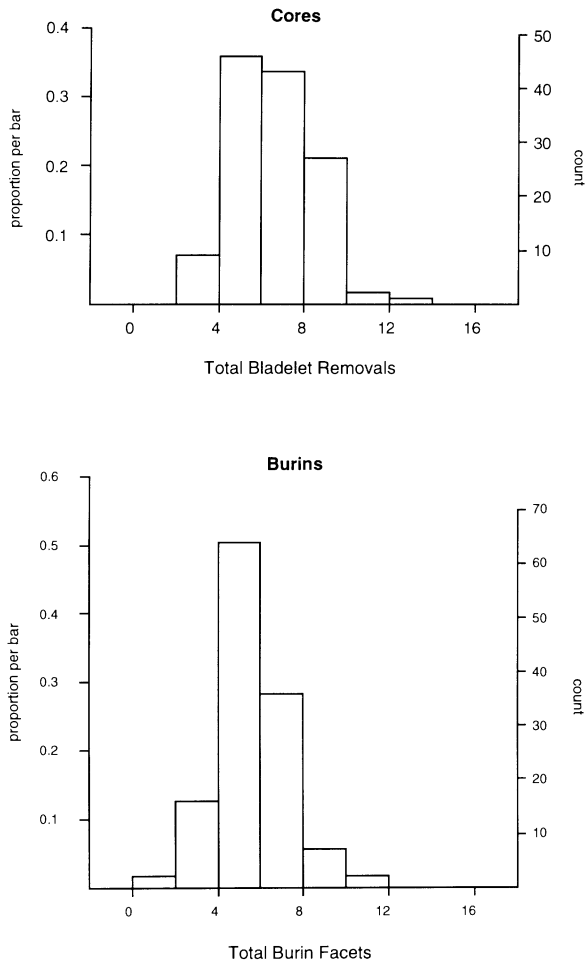 Cores
0.4
0.3
0.2
0.1
proportion per bar
50
40
30
20
10
count
0 4 8 12 16
Total Bladelet Removals
Burins
0.6
0.5
0.4
0.3
0.2
0.1
proportion per bar
70
60
50
40
30
20
10
count
0 4 8 12 16
Total Burin Facets